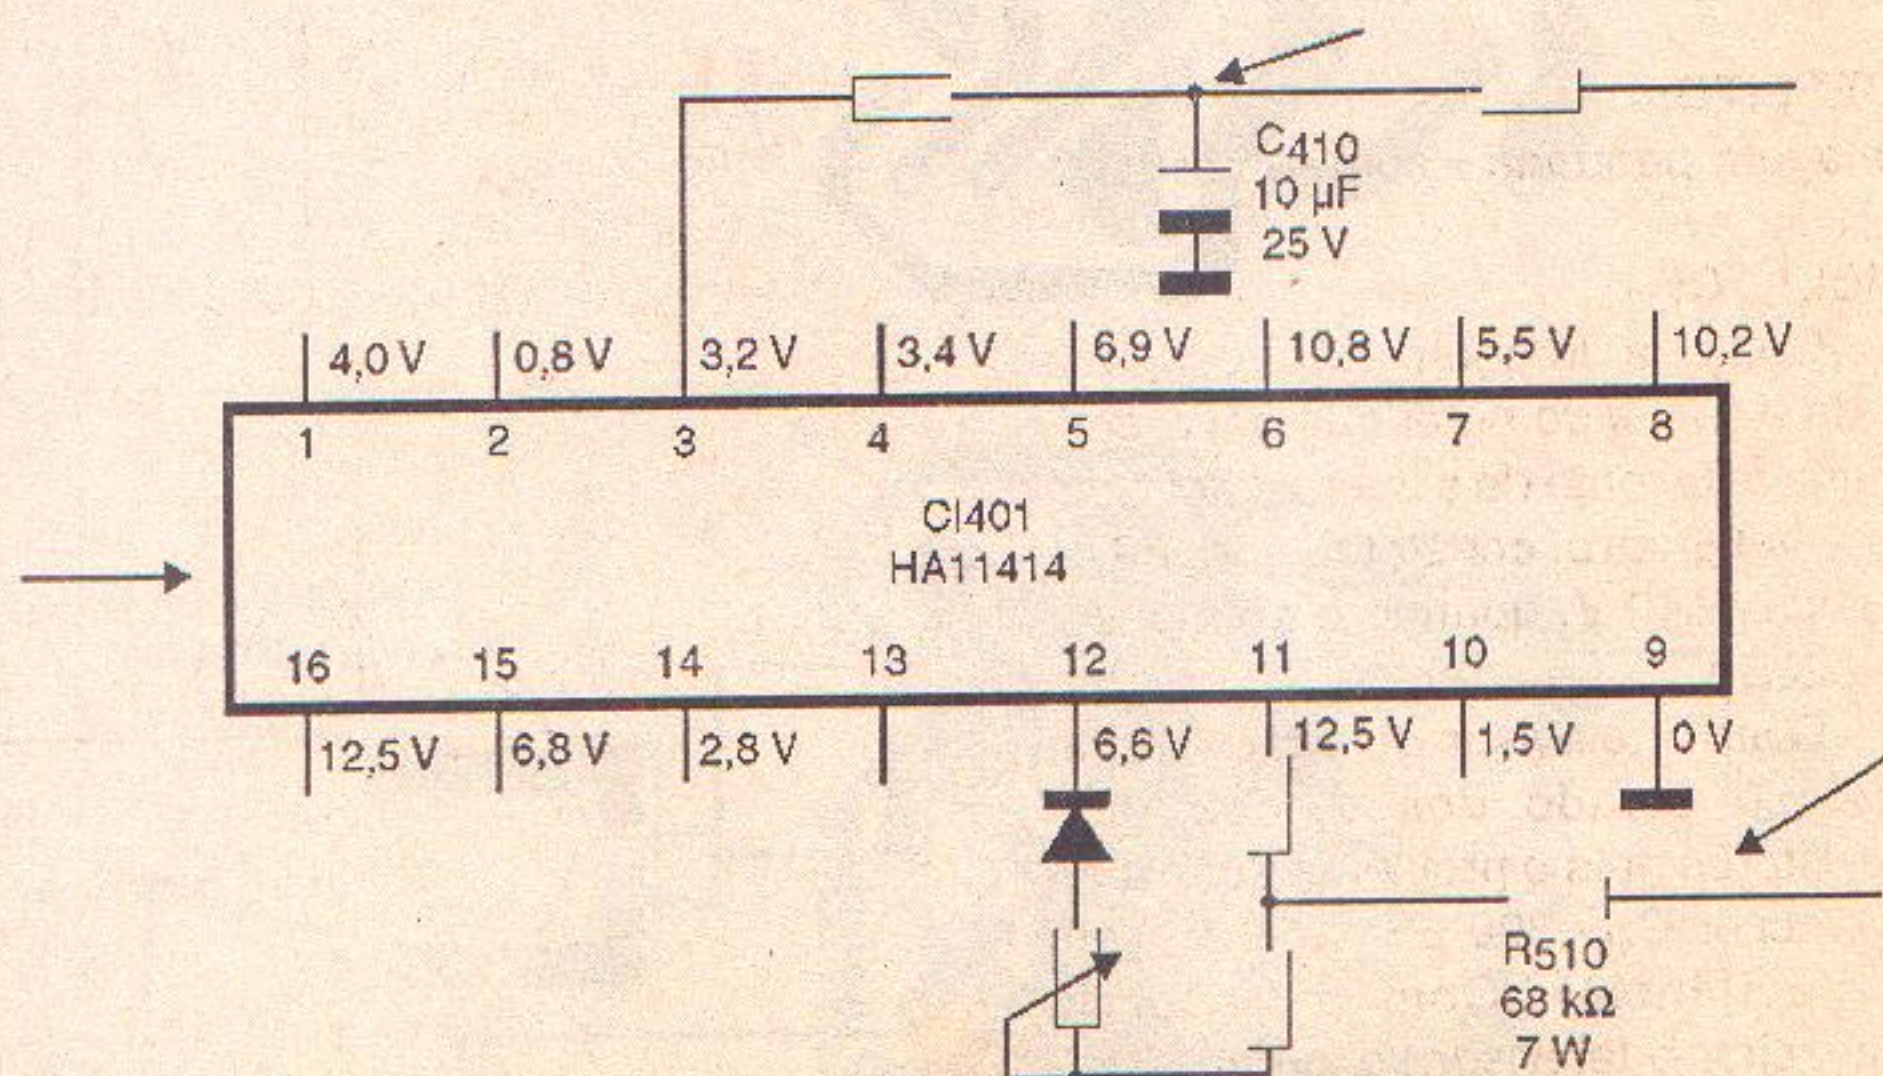 C410
10 µF
25 V
4,0 V
0,8 V
3,2 V
3,4 V
6,9 V
10,8 V
5,5 V
10,2 V
1
2
3
4
5
6
7
8
CI401
HA11414
16
15
14
13
12
11
10
9
12,5 V
6,8 V
2,8 V
6,6 V
12,5 V
1,5 V
0 V
R510
68 kΩ
7 W